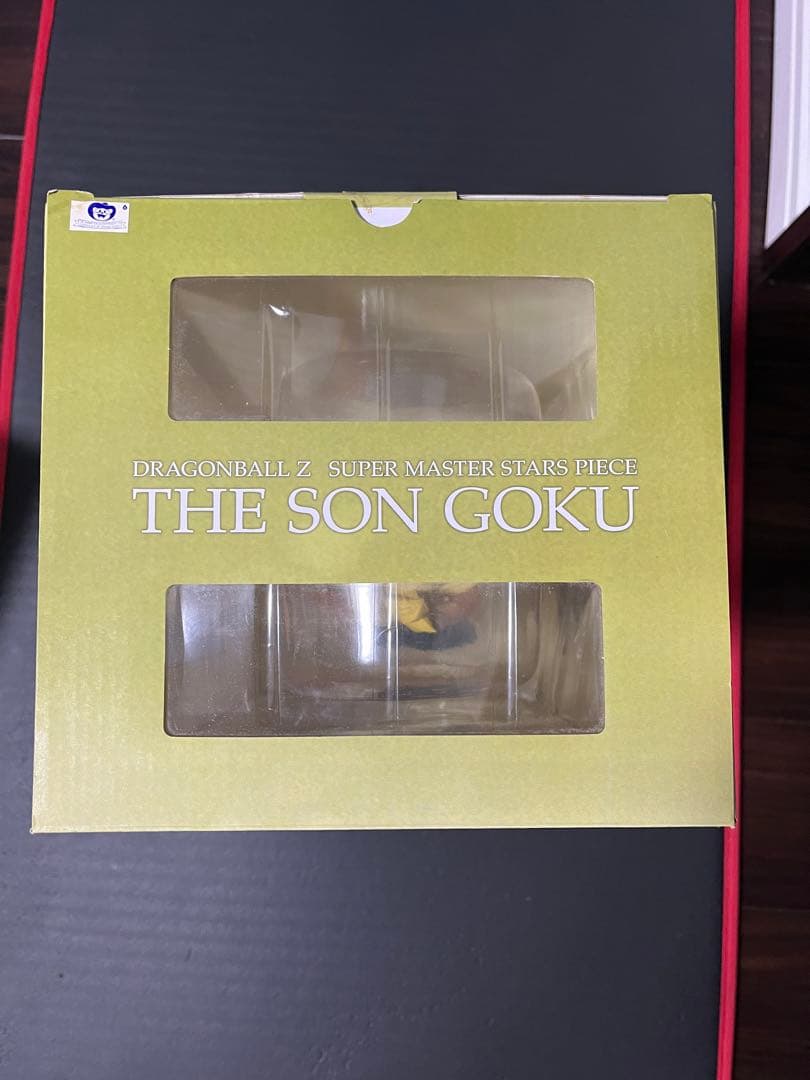 DRAGONBALL Z SUPER MASTER STARS PIECE
THE SON GOKU